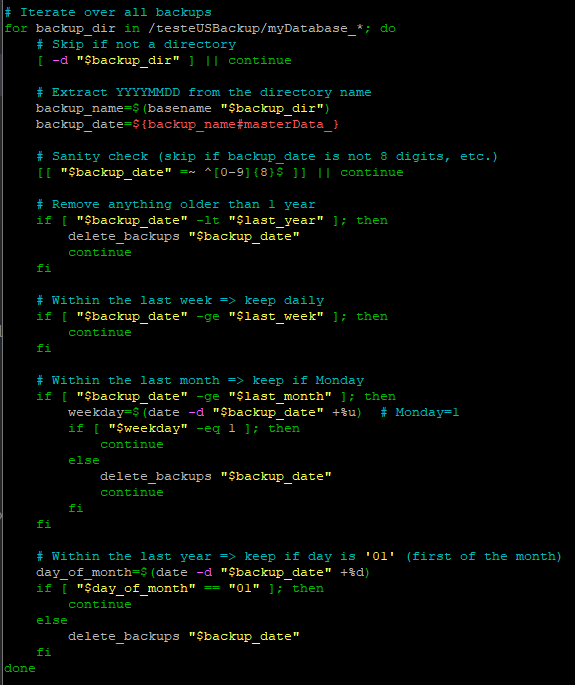 # Iterate over all backups
for backup_dir in /testeUSBackup/myDatabase_*; do
    # Skip if not a directory
    [ -d "$backup_dir" ] || continue

    # Extract YYYYMMDD from the directory name
    backup_name=$(basename "$backup_dir")
    backup_date=${backup_name#masterData_}

    # Sanity check (skip if backup_date is not 8 digits, etc.)
    [[ "$backup_date" =~ ^[0-9]{8}$ ]] || continue

    # Remove anything older than 1 year
    if [ "$backup_date" -lt "$last_year" ]; then
        delete_backups "$backup_date"
        continue
    fi

    # Within the last week => keep daily
    if [ "$backup_date" -ge "$last_week" ]; then
        continue
    fi

    # Within the last month => keep if Monday
    if [ "$backup_date" -ge "$last_month" ]; then
        weekday=$(date -d "$backup_date" +%u)  # Monday=1
        if [ "$weekday" -eq 1 ]; then
            continue
        else
            delete_backups "$backup_date"
            continue
        fi
    fi

    # Within the last year => keep if day is '01' (first of the month)
    day_of_month=$(date -d "$backup_date" +%d)
    if [ "$day_of_month" == "01" ]; then
        continue
    else
        delete_backups "$backup_date"
    fi
done